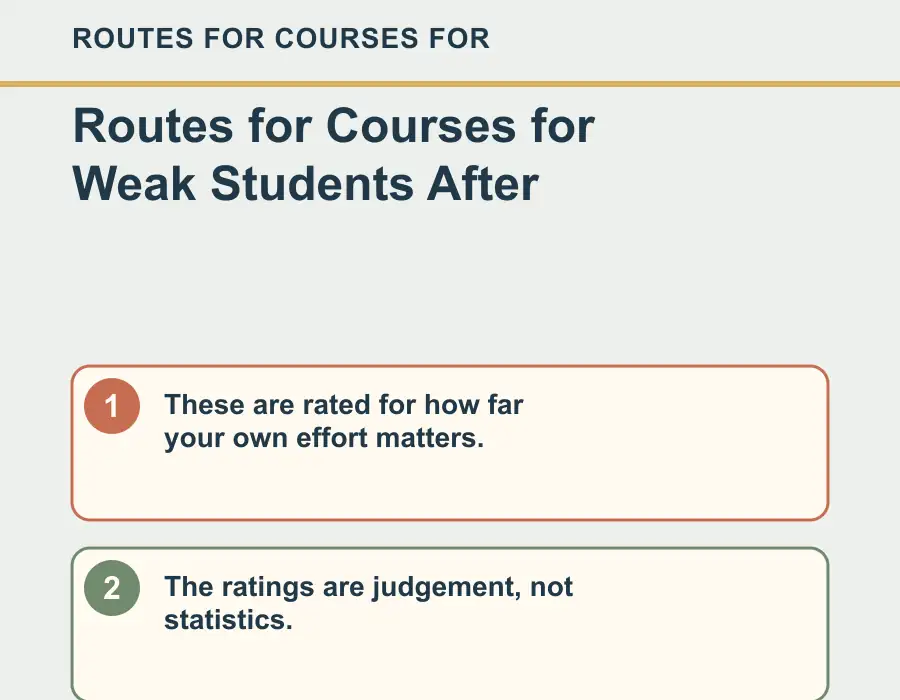 ROUTES FOR COURSES FOR
Routes for Courses for
Weak Students After
1
These are rated for how far
your own effort matters.
2
The ratings are judgement, not
statistics.